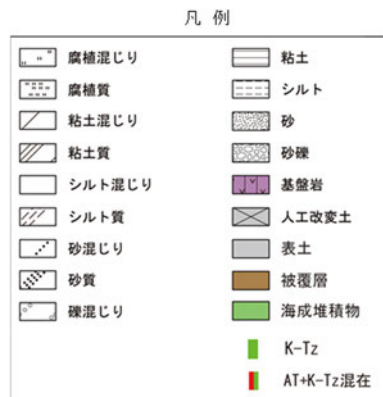 凡 例
腐植混じり
腐植質
粘土混じり
粘土質
シルト混じり
シルト質
砂混じり
砂質
礫混じり
粘土
シルト
砂
砂礫
基盤岩
人工改変土
表土
被覆層
海成堆積物
K-Tz
AT+K-Tz混在